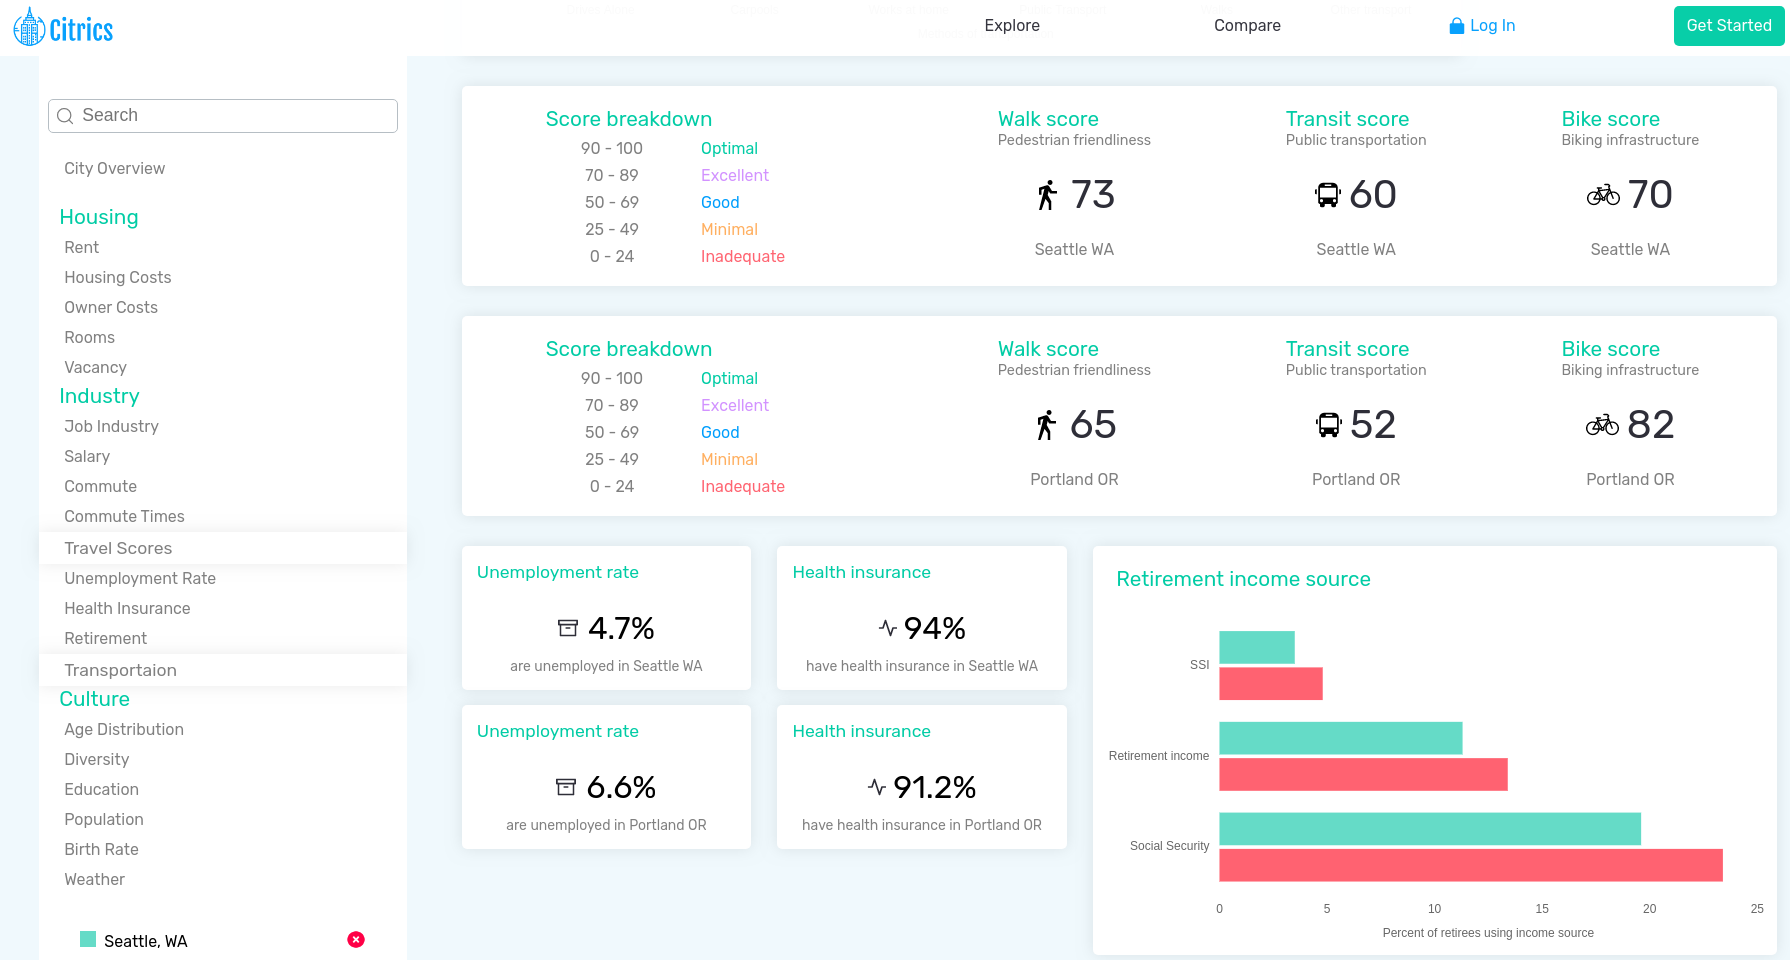 Citrics
Explore
Compare
Log In
Get Started
Search
City Overview
Housing
Rent
Housing Costs
Owner Costs
Rooms
Vacancy
Industry
Job Industry
Salary
Commute
Commute Times
Travel Scores
Unemployment Rate
Health Insurance
Retirement
Transportaion
Culture
Age Distribution
Diversity
Education
Population
Birth Rate
Weather
Seattle, WA
Score breakdown
90 - 100 Optimal
70 - 89 Excellent
50 - 69 Good
25 - 49 Minimal
0 - 24 Inadequate
Walk score
Pedestrian friendliness
73
Seattle WA
Transit score
Public transportation
60
Seattle WA
Bike score
Biking infrastructure
70
Seattle WA
Score breakdown
90 - 100 Optimal
70 - 89 Excellent
50 - 69 Good
25 - 49 Minimal
0 - 24 Inadequate
Walk score
Pedestrian friendliness
65
Portland OR
Transit score
Public transportation
52
Portland OR
Bike score
Biking infrastructure
82
Portland OR
Unemployment rate
4.7%
are unemployed in Seattle WA
Health insurance
94%
have health insurance in Seattle WA
Unemployment rate
6.6%
are unemployed in Portland OR
Health insurance
91.2%
have health insurance in Portland OR
Retirement income source
SSI
Retirement income
Social Security
0 5 10 15 20 25
Percent of retirees using income source